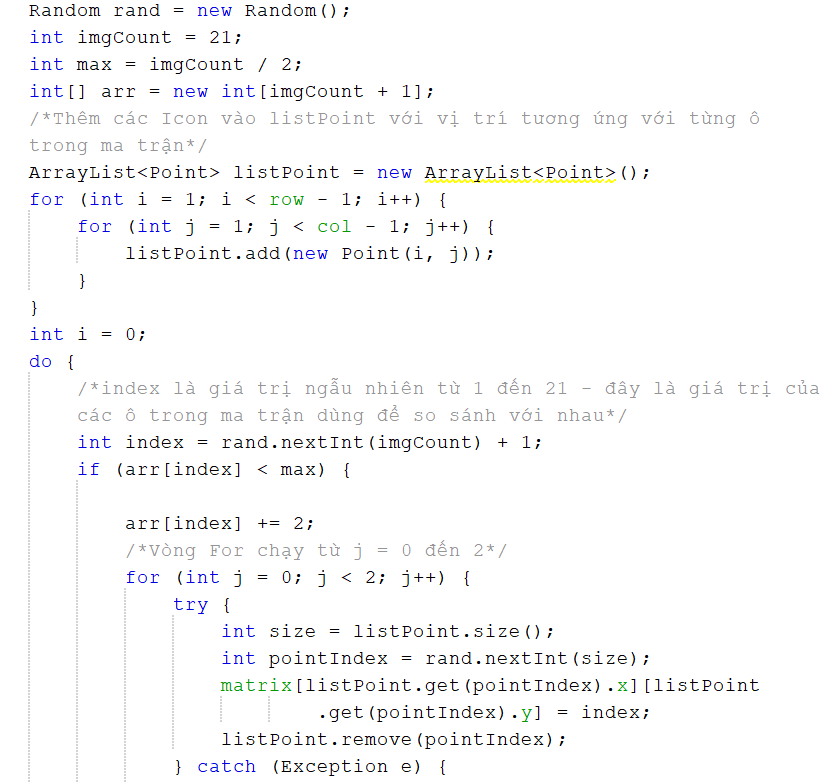 Random rand = new Random();
int imgCount = 21;
int max = imgCount / 2;
int[] arr = new int[imgCount + 1];
/*Thêm các Icon vào listPoint với vị trí tương ứng với từng ô
trong ma trận*/
ArrayList<Point> listPoint = new ArrayList<Point>();
for (int i = 1; i < row - 1; i++) {
    for (int j = 1; j < col - 1; j++) {
        listPoint.add(new Point(i, j));
    }
}
int i = 0;
do {
    /*index là giá trị ngẫu nhiên từ 1 đến 21 - đây là giá trị của
    các ô trong ma trận dùng để so sánh với nhau*/
    int index = rand.nextInt(imgCount) + 1;
    if (arr[index] < max) {
        arr[index] += 2;
        /*Vòng For chạy từ j = 0 đến 2*/
        for (int j = 0; j < 2; j++) {
            try {
                int size = listPoint.size();
                int pointIndex = rand.nextInt(size);
                matrix[listPoint.get(pointIndex).x][listPoint
                        .get(pointIndex).y] = index;
                listPoint.remove(pointIndex);
            } catch (Exception e) {